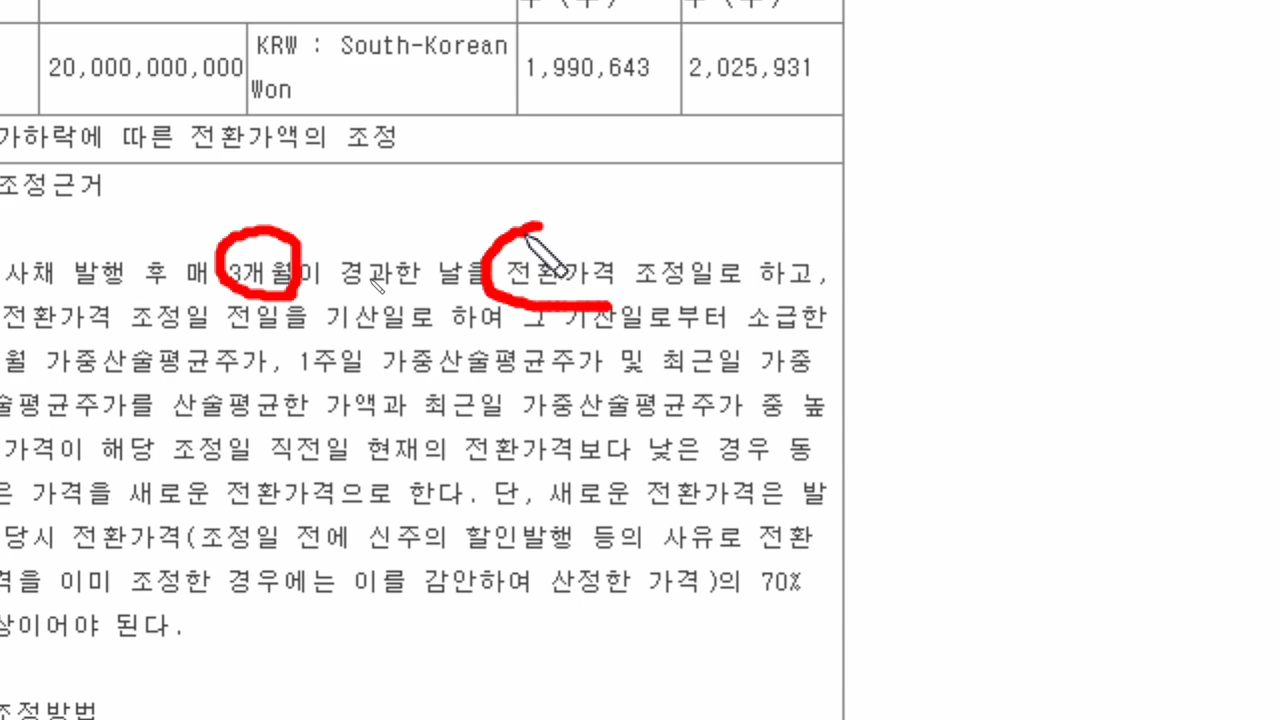 주 (주) 주 (주)
20,000,000,000 KRW : South-Korean Won 1,990,643 2,025,931
가하락에 따른 전환가액의 조정
조정근거
사채 발행 후 매 3개월이 경과한 날을 전환가격 조정일로 하고,
전환가격 조정일 전일을 기산일로 하여 그 기산일로부터 소급한
월 가중산술평균주가, 1주일 가중산술평균주가 및 최근일 가중
술평균주가를 산술평균한 가액과 최근일 가중산술평균주가 중 높
가격이 해당 조정일 직전일 현재의 전환가격보다 낮은 경우 동
은 가격을 새로운 전환가격으로 한다. 단, 새로운 전환가격은 발
당시 전환가격(조정일 전에 신주의 할인발행 등의 사유로 전환
격을 이미 조정한 경우에는 이를 감안하여 산정한 가격)의 70%
상이어야 된다.
조정방법